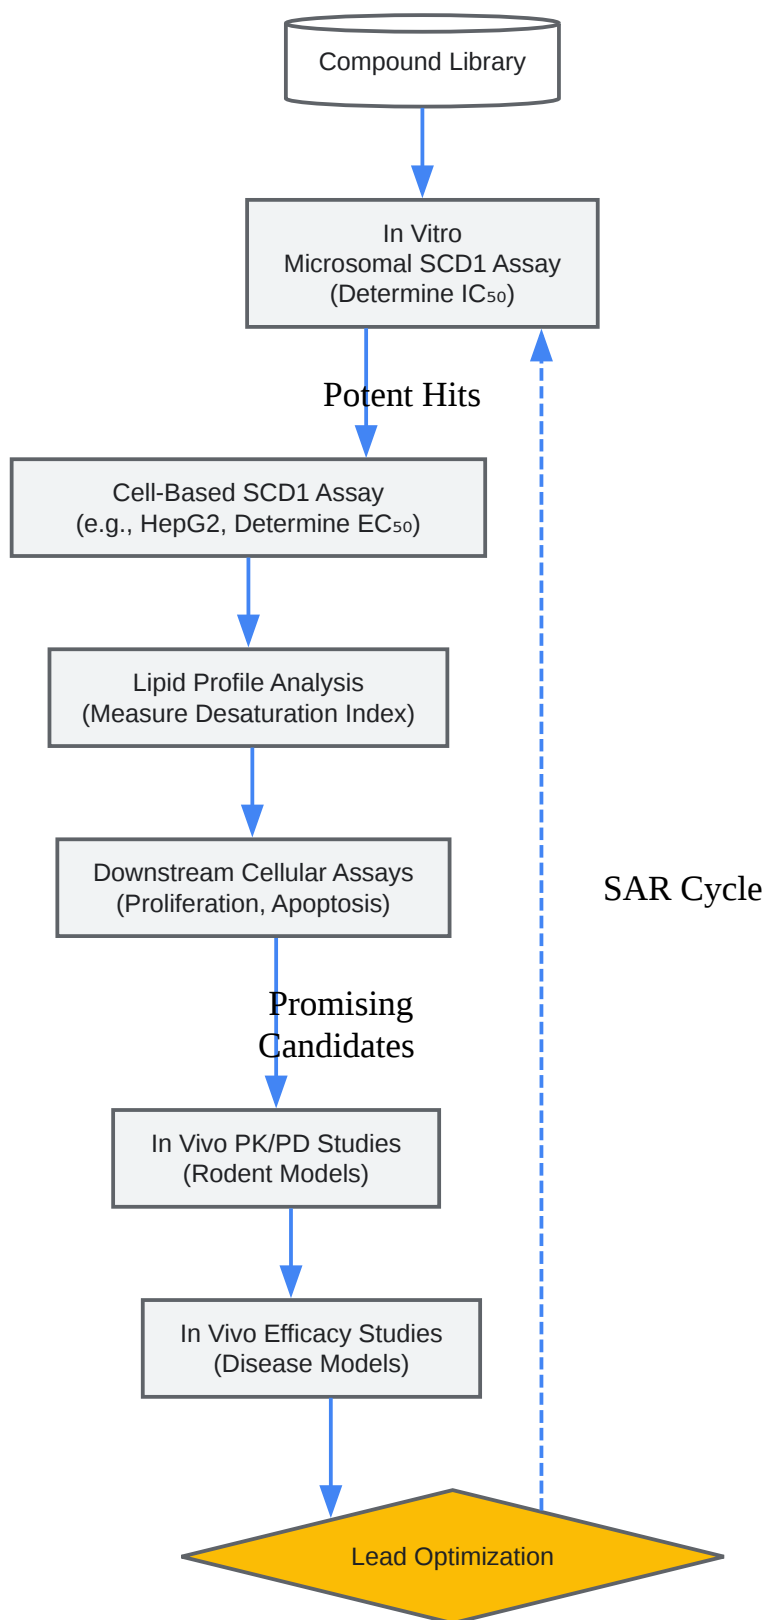 Compound Library
In Vitro
Microsomal SCD1 Assay
(Determine IC₅₀)
Potent Hits
Cell-Based SCD1 Assay
(e.g., HepG2, Determine EC₅₀)
Lipid Profile Analysis
(Measure Desaturation Index)
Downstream Cellular Assays
(Proliferation, Apoptosis)
SAR Cycle
Promising
Candidates
In Vivo PK/PD Studies
(Rodent Models)
In Vivo Efficacy Studies
(Disease Models)
Lead Optimization